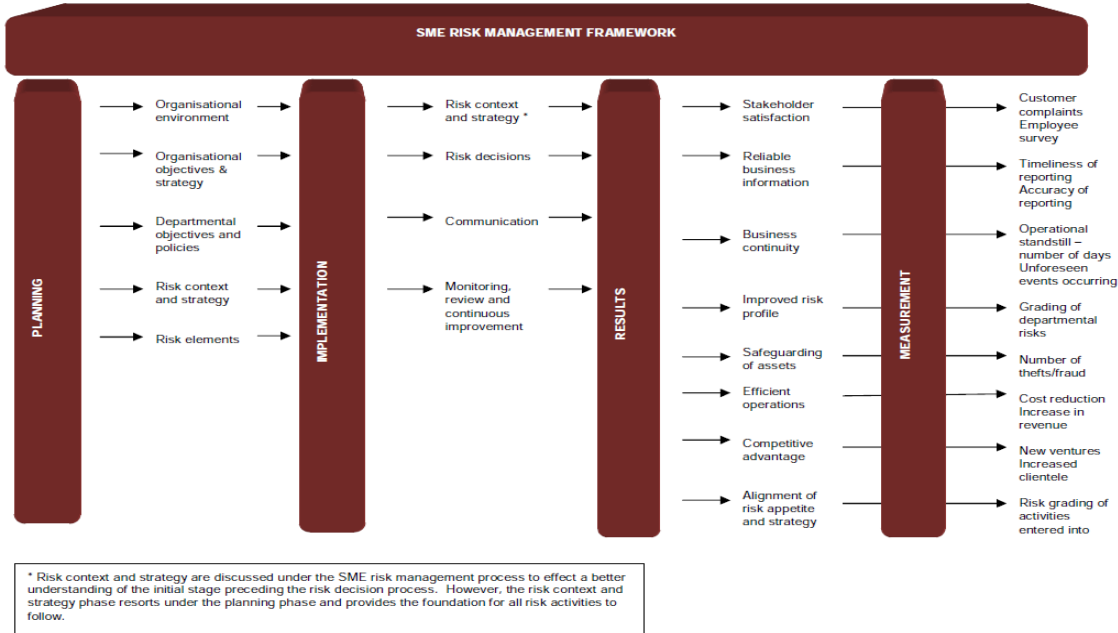 SME RISK MANAGEMENT FRAMEWORK
PLANNING
Organisational
environment
Organisational
objectives &
strategy
Departmental
objectives and
policies
Risk context
and strategy
Risk elements
IMPLEMENTATION
Risk context
and strategy *
Risk decisions
Communication
Monitoring,
review and
continuous
improvement
RESULTS
Stakeholder
satisfaction
Reliable
business
information
Business
continuity
Improved risk
profile
Safeguarding
of assets
Efficient
operations
Competitive
advantage
Alignment of
risk appetite
and strategy
MEASUREMENT
Customer
complaints
Employee
survey
Timeliness of
reporting
Accuracy of
reporting
Operational
standstill –
number of days
Unforeseen
events occurring
Grading of
departmental
risks
Number of
thefts/fraud
Cost reduction
Increase in
revenue
New ventures
Increased
clientele
Risk grading of
activities
entered into
* Risk context and strategy are discussed under the SME risk management process to effect a better
understanding of the initial stage preceding the risk decision process. However, the risk context and
strategy phase resorts under the planning phase and provides the foundation for all risk activities to
follow.